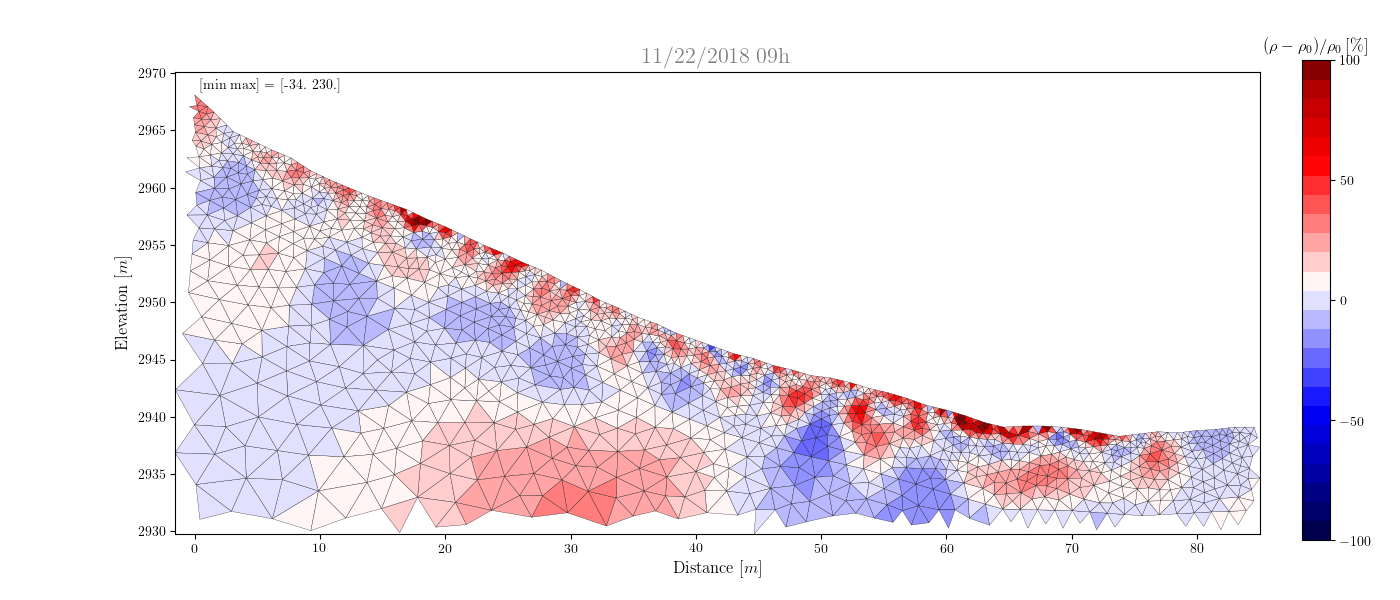 11/22/2018 09h
(ρ − ρ₀)/ρ₀ [%]
[min max] = [-34. 230.]
2970
2965
2960
2955
2950
2945
2940
2935
2930
Elevation [m]
0 10 20 30 40 50 60 70 80
Distance [m]
100
50
0
−50
−100